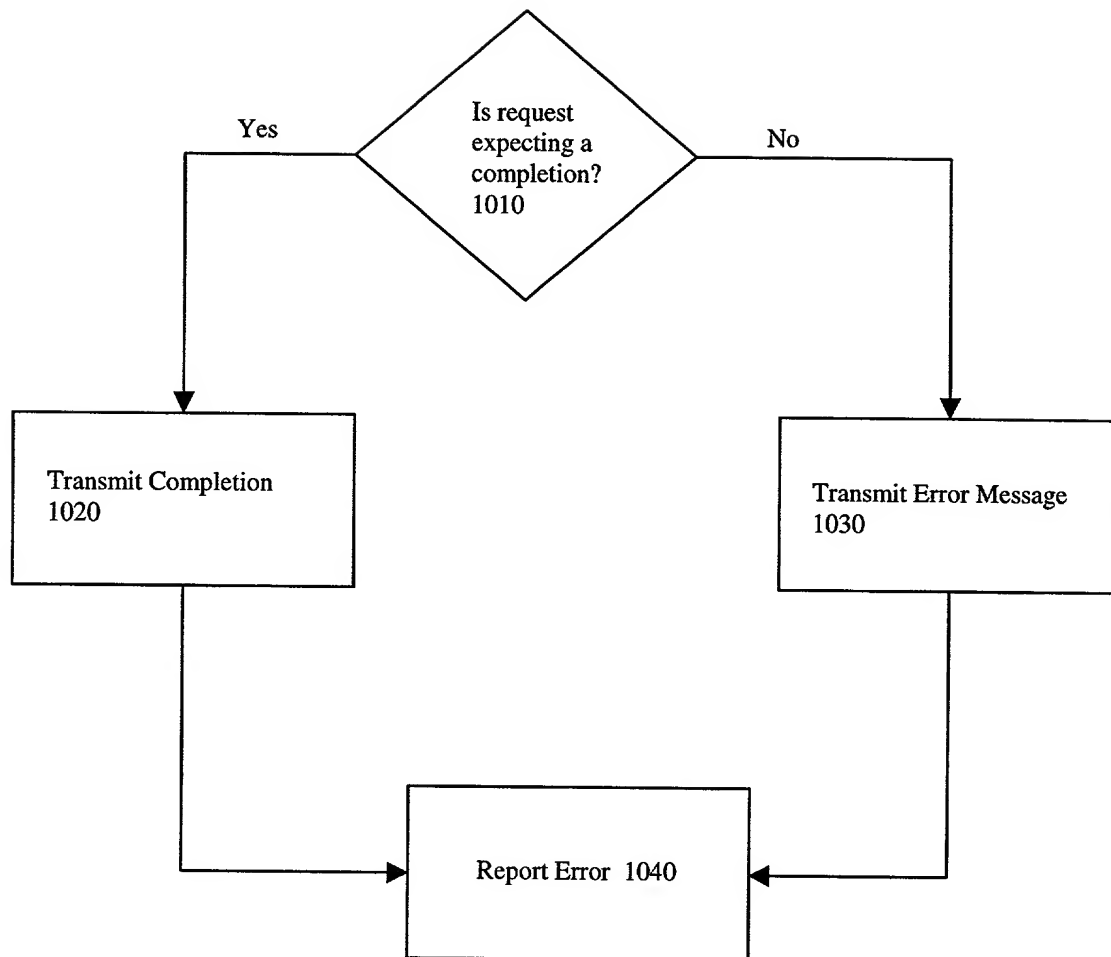 Is request
expecting a
completion?
1010
Yes
No
Transmit Completion
1020
Transmit Error Message
1030
Report Error 1040